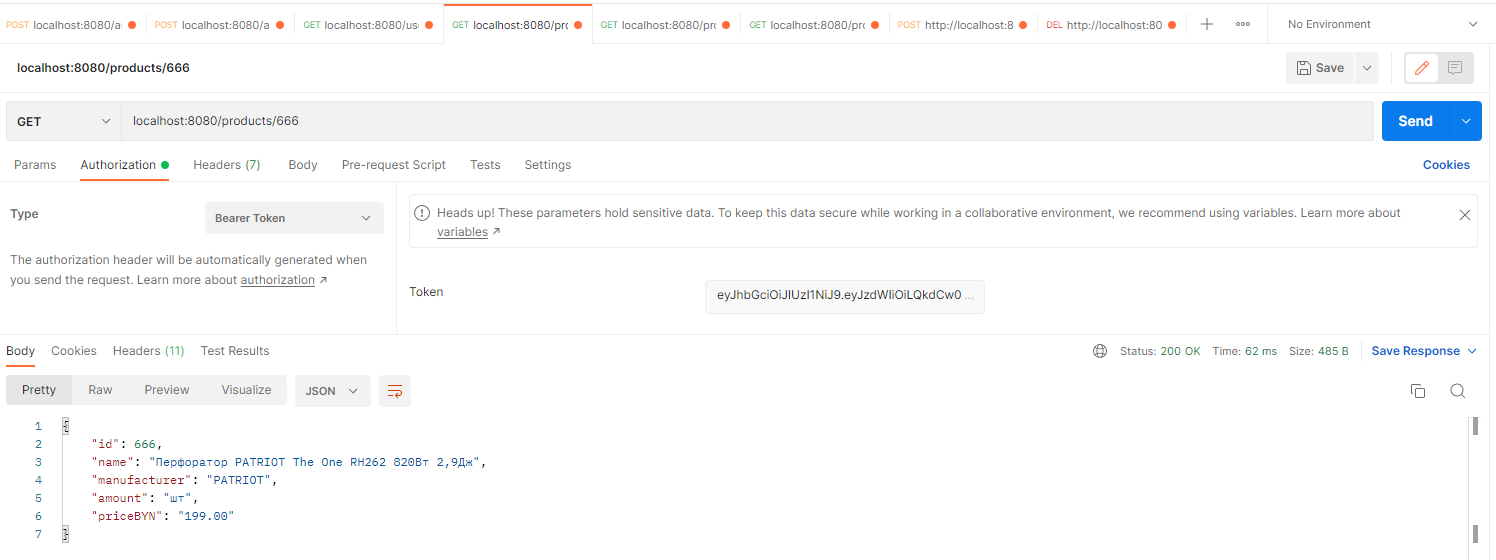 POST localhost:8080/a POST localhost:8080/a GET localhost:8080/us GET localhost:8080/pro GET localhost:8080/pr GET localhost:8080/pro POST http://localhost:8 DEL http://localhost:80 No Environment
localhost:8080/products/666 Save
GET localhost:8080/products/666 Send
Params Authorization Headers (7) Body Pre-request Script Tests Settings Cookies
Type Bearer Token
Heads up! These parameters hold sensitive data. To keep this data secure while working in a collaborative environment, we recommend using variables. Learn more about
variables ↗
The authorization header will be automatically generated when
you send the request. Learn more about authorization ↗
Token eyJhbGciOiJIUzI1NiJ9.eyJzdWIiOiLQkdCw0 ...
Body Cookies Headers (11) Test Results Status: 200 OK Time: 62 ms Size: 485 B Save Response
Pretty Raw Preview Visualize JSON
1 {
2 "id": 666,
3 "name": "Перфоратор PATRIOT The One RH262 820Вт 2,9Дж",
4 "manufacturer": "PATRIOT",
5 "amount": "шт",
6 "priceBYN": "199.00"
7 }